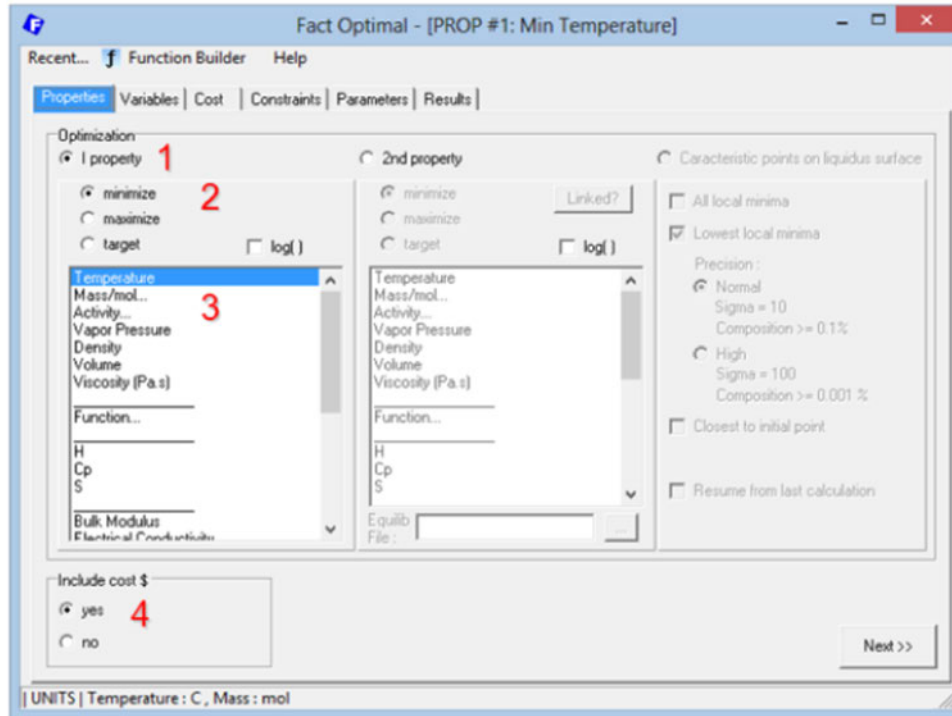 Fact Optimal - [PROP #1: Min Temperature]
Recent... Function Builder Help
Properties Variables Cost Constraints Parameters Results
Optimization
1 property 1
minimize 2
maximize
target log( )
Temperature
Mass/mol... 3
Activity...
Vapor Pressure
Density
Volume
Viscosity (Pa.s)
Function...
H
Cp
S
Bulk Modulus
Electrical Conductivity
2nd property
minimize Linked?
maximize
target log( )
Temperature
Mass/mol...
Activity...
Vapor Pressure
Density
Volume
Viscosity (Pa.s)
Function...
H
Cp
S
Equilib
File :
...
Caracteristic points on liquidus surface
All local minima
Lowest local minima
Precision :
Normal
Sigma = 10
Composition >= 0.1%
High
Sigma = 100
Composition >= 0.001 %
Closest to initial point
Resume from last calculation
Include cost $
yes 4
no
Next >>
| UNITS | Temperature : C , Mass : mol